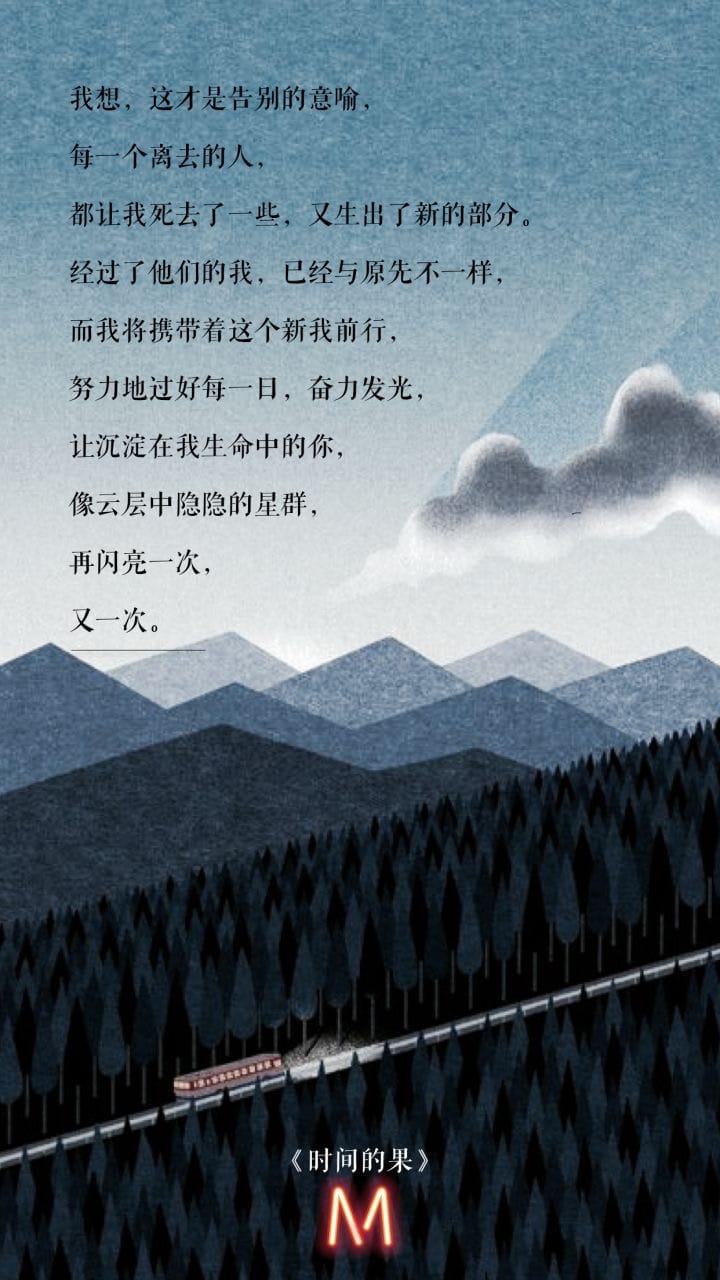 我想，这才是告别的意喻，
每一个离去的人，
都让我死去了一些，又生出了新的部分。
经过了他们的我，已经与原先不一样，
而我将携带着这个新我前行，
努力地过好每一日，奋力发光，
让沉淀在我生命中的你，
像云层中隐隐的星群，
再闪亮一次，
又一次。
《时间的果》
M